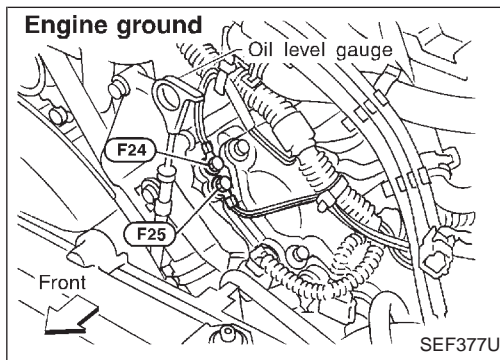 Engine ground
Oil level gauge
F24
F25
Front
SEF377U